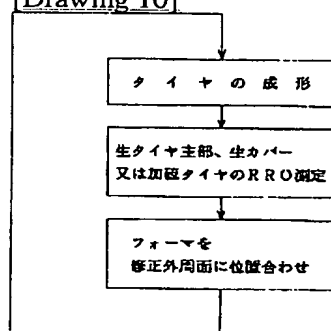 [Drawing 10]
タイヤの成形
生タイヤ主部、生カバー
又は加硫タイヤのRRO測定
フォーマを
修正外周面に位置合わせ